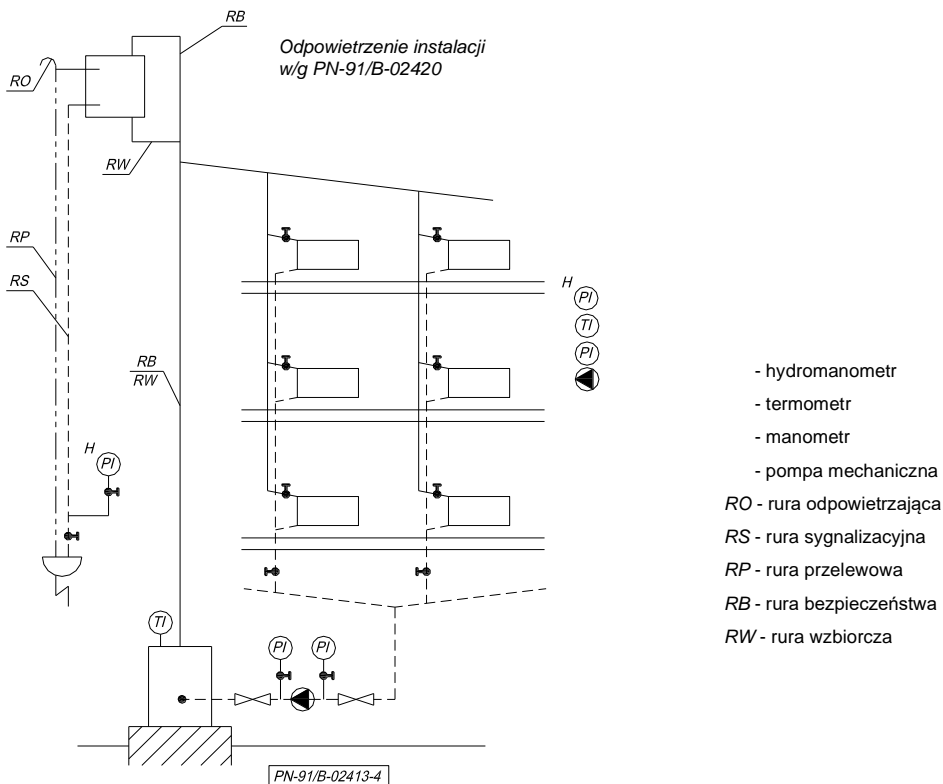 RB
Odpowietrzenie instalacji
w/g PN-91/B-02420
RO
RW
RP
RS
H
PI
TI
PI
RB
RW
H
PI
- hydromanometr
- termometr
- manometr
- pompa mechaniczna
RO - rura odpowietrzająca
RS - rura sygnalizacyjna
RP - rura przelewowa
RB - rura bezpieczeństwa
RW - rura wzbiorcza
TI
PI
PI
PN-91/B-02413-4